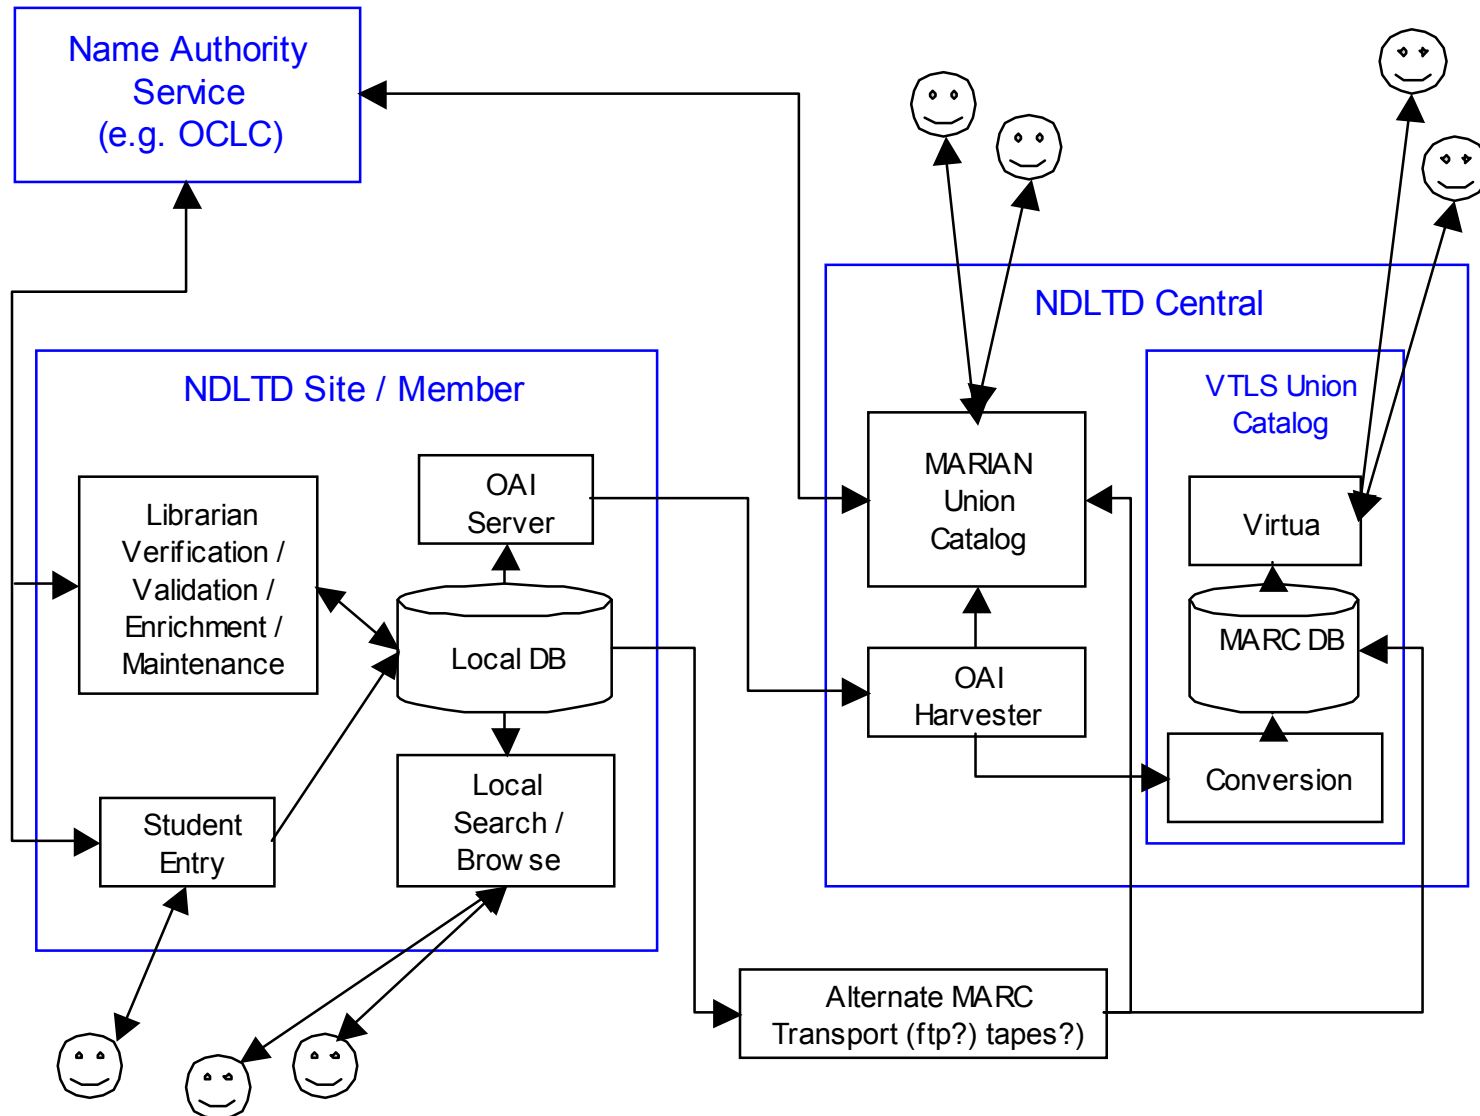 Name Authority
Service
(e.g. OCLC)
NDLTD Central
NDLTD Site / Member
VTLS Union
Catalog
MARIAN
Union
Catalog
OAI
Server
Librarian
Verification /
Validation /
Enrichment /
Maintenance
Virtua
Local DB
MARC DB
OAI
Harvester
Local
Search /
Browse
Conversion
Student
Entry
Alternate MARC
Transport (ftp?) tapes?)